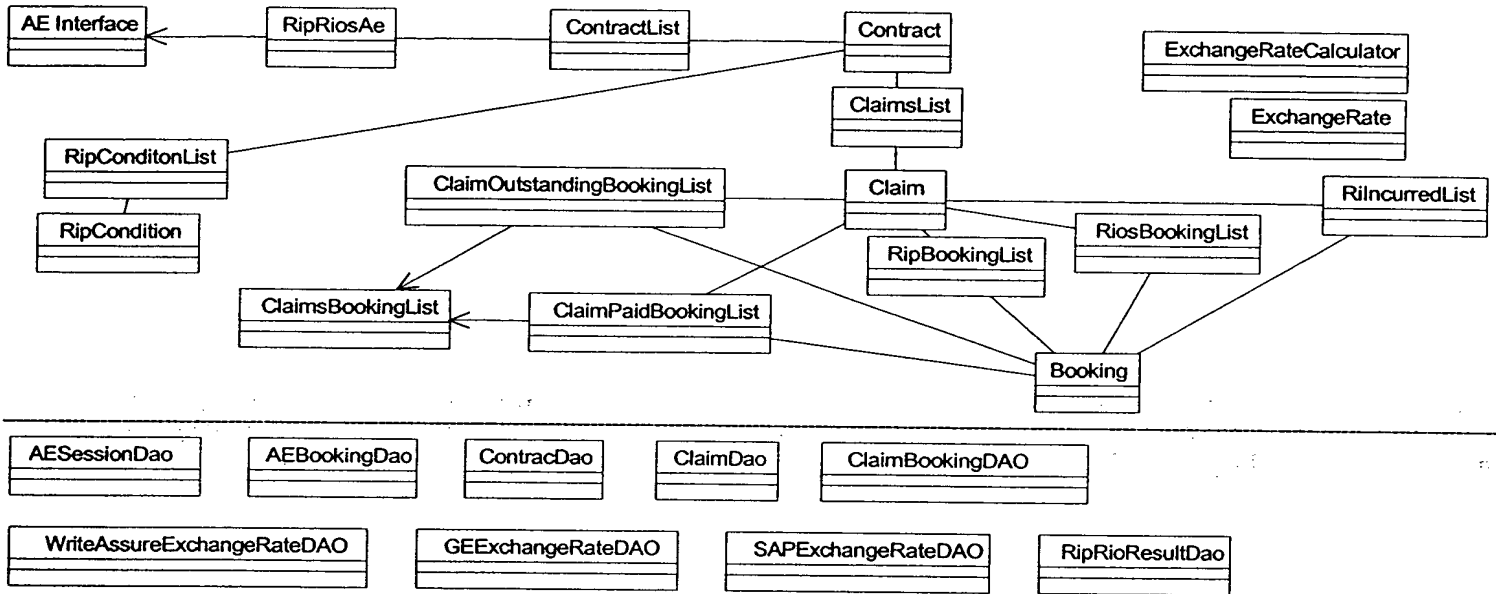 AE Interface
RipRiosAe
ContractList
Contract
ExchangeRateCalculator
ClaimsList
ExchangeRate
RipConditonList
ClaimOutstandingBookingList
Claim
RiIncurredList
RipCondition
RipBookingList
RiosBookingList
ClaimsBookingList
ClaimPaidBookingList
Booking
AESessionDao
AEBookingDao
ContracDao
ClaimDao
ClaimBookingDAO
WriteAssureExchangeRateDAO
GEExchangeRateDAO
SAPExchangeRateDAO
RipRioResultDao